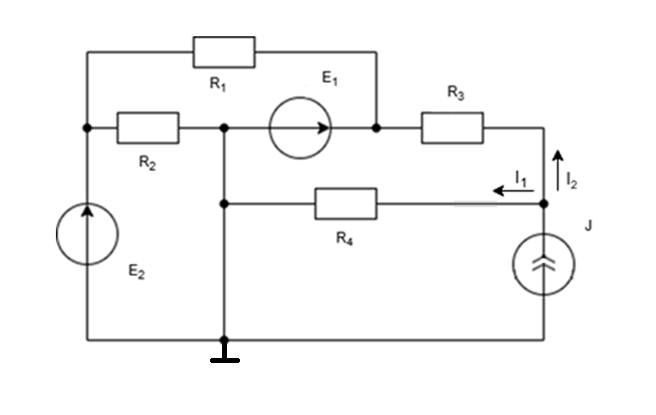 R₁
E₁
R₃
R₂
I₁
I₂
R₄
J
E₂